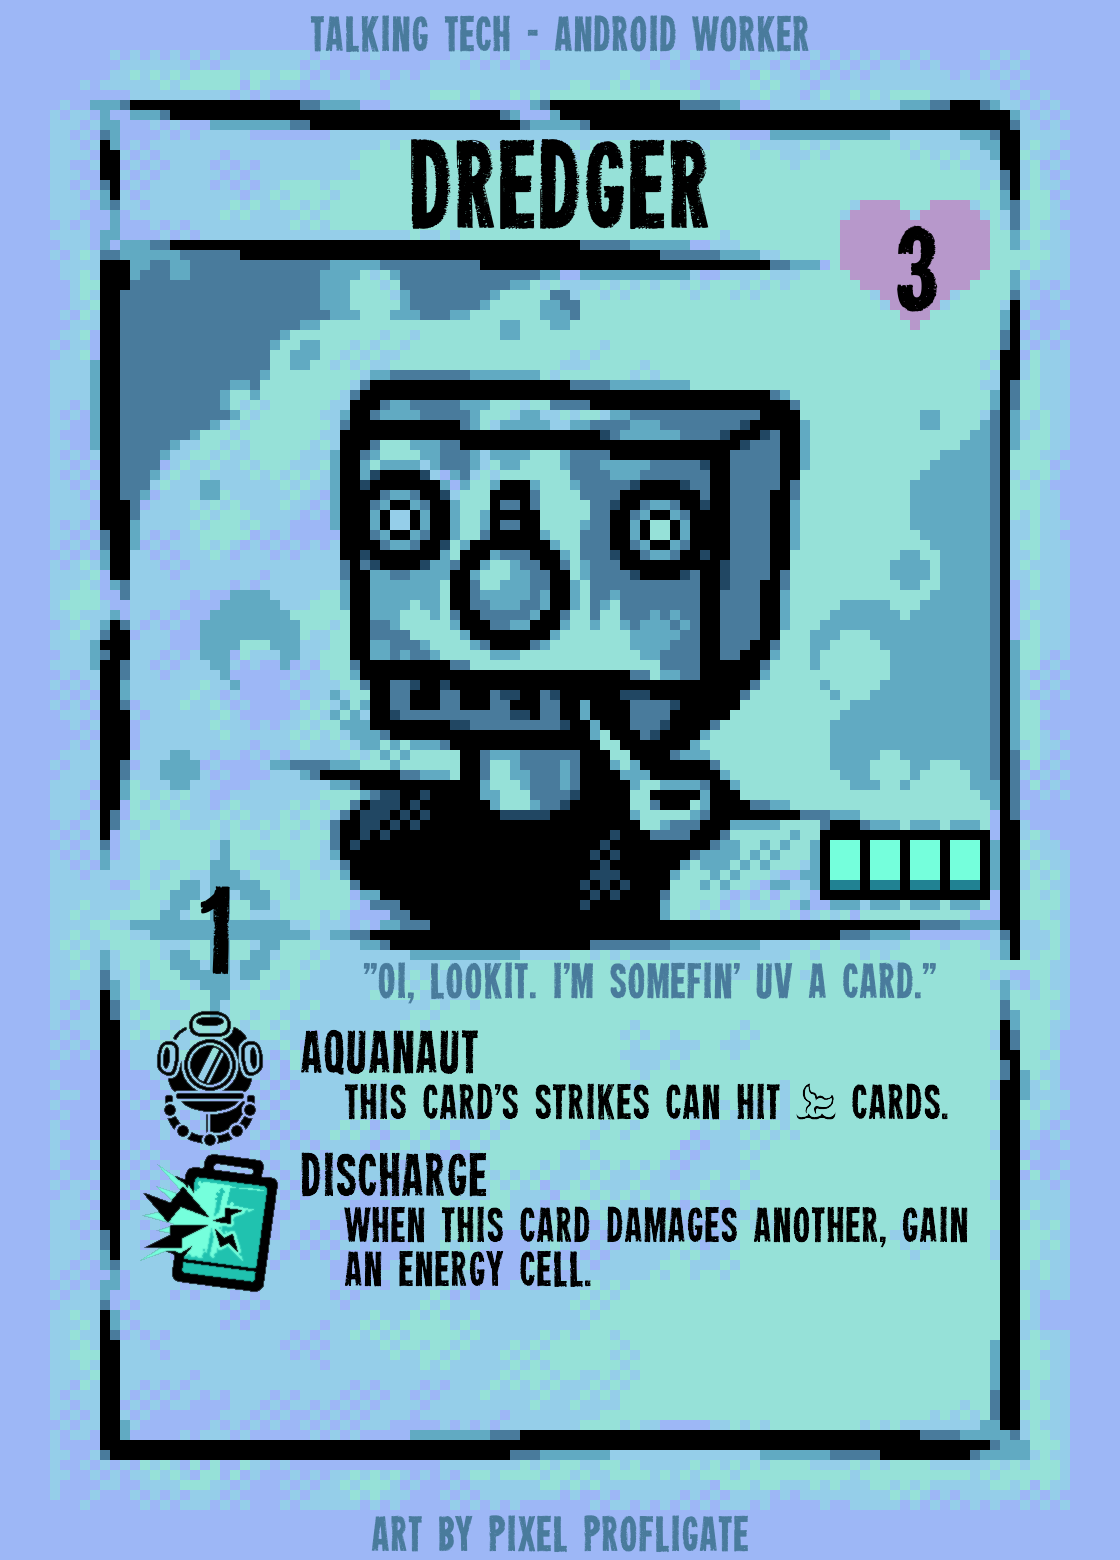 TALKING TECH - ANDROID WORKER
DREDGER
3
1
"OI, LOOKIT. I'M SOMEFIN' UV A CARD."
AQUANAUT
THIS CARD'S STRIKES CAN HIT CARDS.
DISCHARGE
WHEN THIS CARD DAMAGES ANOTHER, GAIN
AN ENERGY CELL.
ART BY PIXEL PROFLIGATE